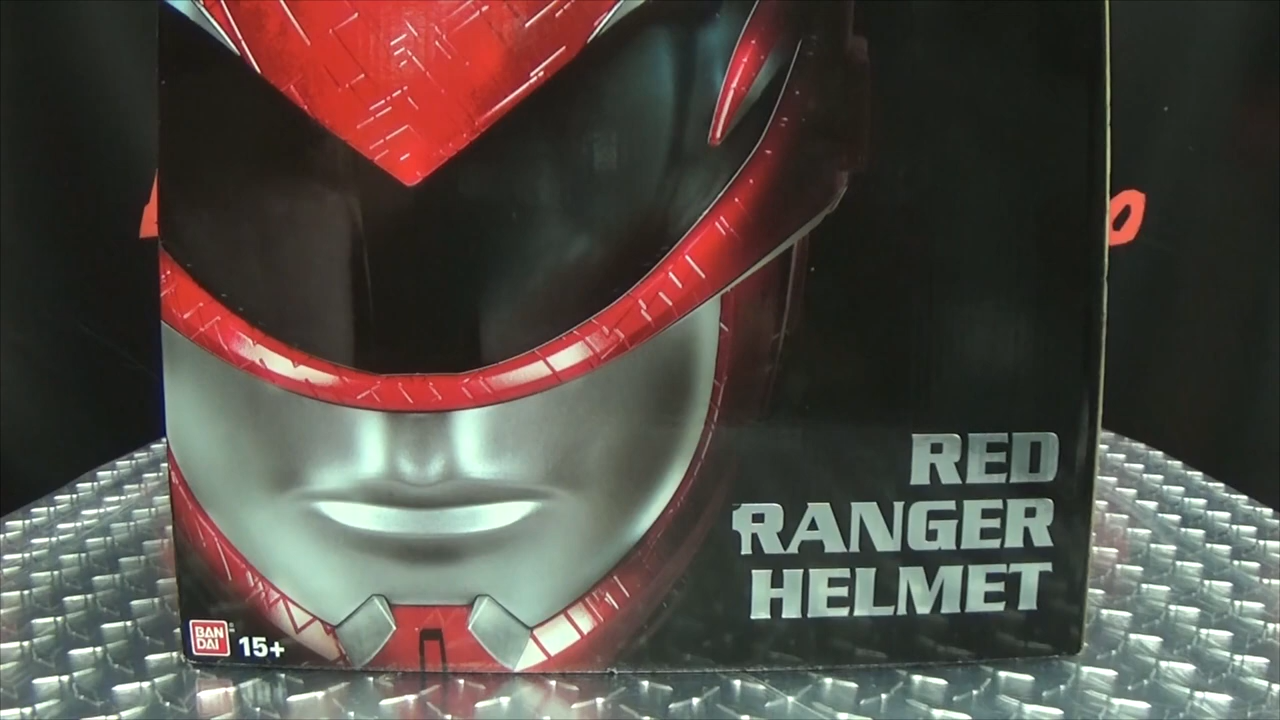 RED
RANGER
HELMET
BAN
DAI
®
15+